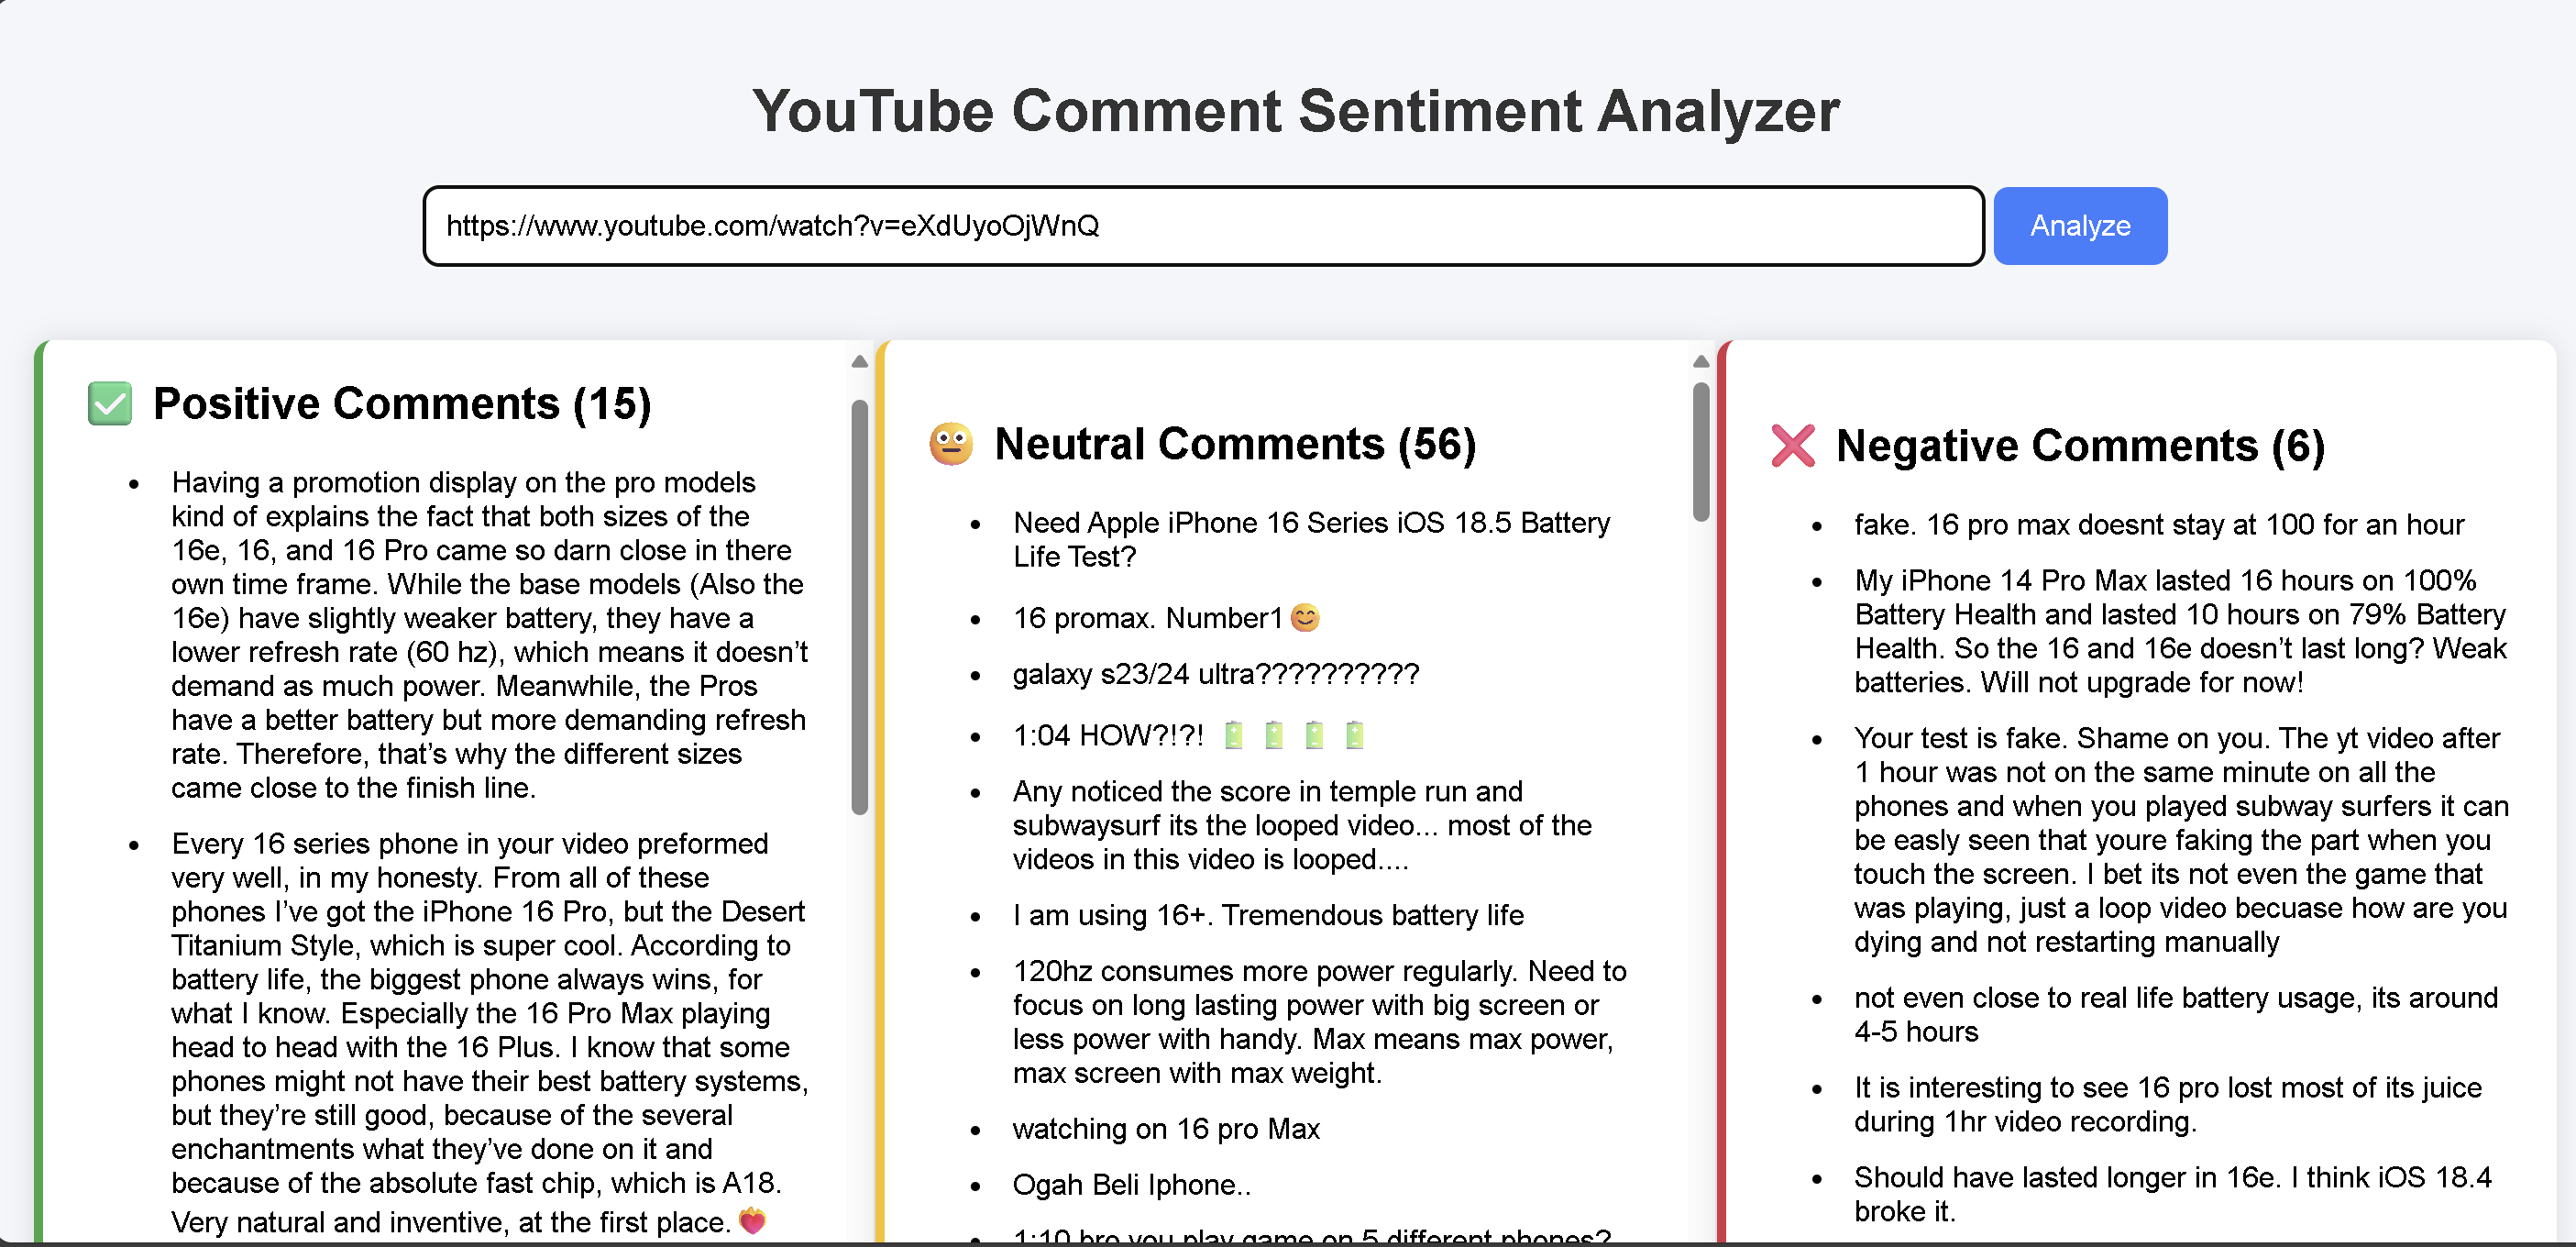 YouTube Comment Sentiment Analyzer
https://www.youtube.com/watch?v=eXdUyoOjWnQ
Analyze
✅ Positive Comments (15)
• Having a promotion display on the pro models
kind of explains the fact that both sizes of the
16e, 16, and 16 Pro came so darn close in there
own time frame. While the base models (Also the
16e) have slightly weaker battery, they have a
lower refresh rate (60 hz), which means it doesn’t
demand as much power. Meanwhile, the Pros
have a better battery but more demanding refresh
rate. Therefore, that’s why the different sizes
came close to the finish line.
• Every 16 series phone in your video preformed
very well, in my honesty. From all of these
phones I’ve got the iPhone 16 Pro, but the Desert
Titanium Style, which is super cool. According to
battery life, the biggest phone always wins, for
what I know. Especially the 16 Pro Max playing
head to head with the 16 Plus. I know that some
phones might not have their best battery systems,
but they’re still good, because of the several
enchantments what they’ve done on it and
because of the absolute fast chip, which is A18.
Very natural and inventive, at the first place. ❤️‍🔥
😐 Neutral Comments (56)
• Need Apple iPhone 16 Series iOS 18.5 Battery
Life Test?
• 16 promax. Number1😊
• galaxy s23/24 ultra??????????
• 1:04 HOW?!?! 🔋 🔋 🔋 🔋
• Any noticed the score in temple run and
subwaysurf its the looped video... most of the
videos in this video is looped....
• I am using 16+. Tremendous battery life
• 120hz consumes more power regularly. Need to
focus on long lasting power with big screen or
less power with handy. Max means max power,
max screen with max weight.
• watching on 16 pro Max
• Ogah Beli Iphone..
• 1:10 bro you play game on 5 different phones?
❌ Negative Comments (6)
• fake. 16 pro max doesnt stay at 100 for an hour
• My iPhone 14 Pro Max lasted 16 hours on 100%
Battery Health and lasted 10 hours on 79% Battery
Health. So the 16 and 16e doesn’t last long? Weak
batteries. Will not upgrade for now!
• Your test is fake. Shame on you. The yt video after
1 hour was not on the same minute on all the
phones and when you played subway surfers it can
be easly seen that youre faking the part when you
touch the screen. I bet its not even the game that
was playing, just a loop video becuase how are you
dying and not restarting manually
• not even close to real life battery usage, its around
4-5 hours
• It is interesting to see 16 pro lost most of its juice
during 1hr video recording.
• Should have lasted longer in 16e. I think iOS 18.4
broke it.